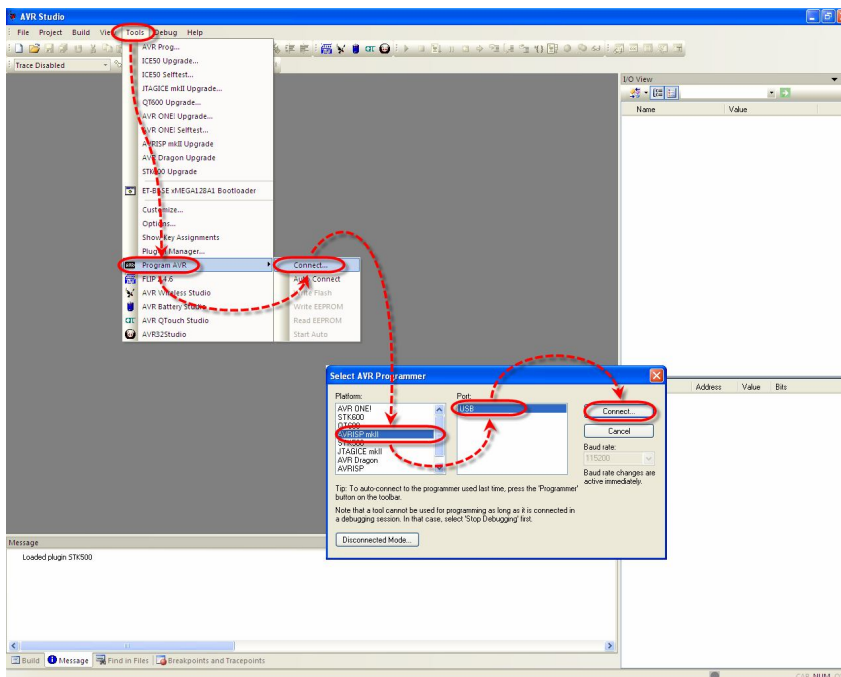 AVR Studio
File Project Build View Tools Debug Help
Trace Disabled
AVR Prog...
ICE50 Upgrade...
ICE50 Selftest...
JTAGICE mkII Upgrade
QT600 Upgrade...
AVR ONE! Upgrade...
AVR ONE! Selftest...
AVRISP mkII Upgrade
AVR Dragon Upgrade
STK600 Upgrade
ET-BASE xMEGA128A1 Bootloader
Customize...
Options...
Show Key Assignments
Plug-in Manager...
Program AVR
FLIP 3.4.6
AVR Wireless Studio
AVR Battery Studio
AVR QTouch Studio
AVR32Studio
Connect...
Auto Connect
Write Flash
Write EEPROM
Read EEPROM
Start Auto
I/O View
Name Value
Address Value Bits
Select AVR Programmer
Platform:
AVR ONE!
STK600
QT600
AVRISP mkII
STK500
JTAGICE mkII
AVR Dragon
AVRISP
Port:
USB
Connect...
Cancel
Baud rate:
115200
Baud rate changes are
active immediately.
Tip: To auto-connect to the programmer used last time, press the 'Programmer'
button on the toolbar.
Note that a tool cannot be used for programming as long as it is connected in
a debugging session. In that case, select 'Stop Debugging' first.
Disconnected Mode...
Message
Loaded plugin STK500
Build Message Find in Files Breakpoints and Tracepoints
CAP NUM